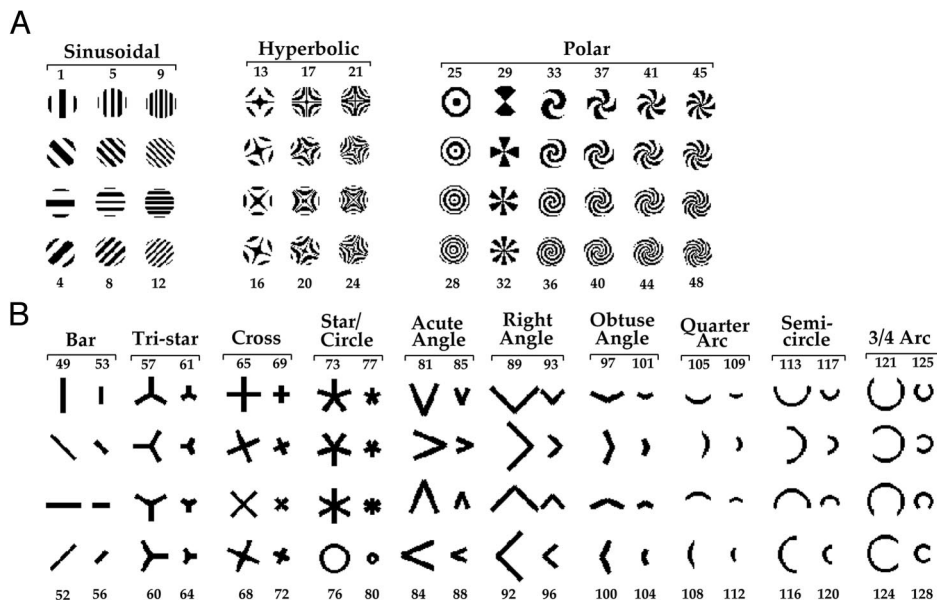 A
Sinusoidal Hyperbolic Polar
1 5 9 13 17 21 25 29 33 37 41 45
4 8 12 16 20 24 28 32 36 40 44 48
B
Bar Tri-star Cross Star/ Circle Acute Angle Right Angle Obtuse Angle Quarter Arc Semi- circle 3/4 Arc
49 53 57 61 65 69 73 77 81 85 89 93 97 101 105 109 113 117 121 125
52 56 60 64 68 72 76 80 84 88 92 96 100 104 108 112 116 120 124 128